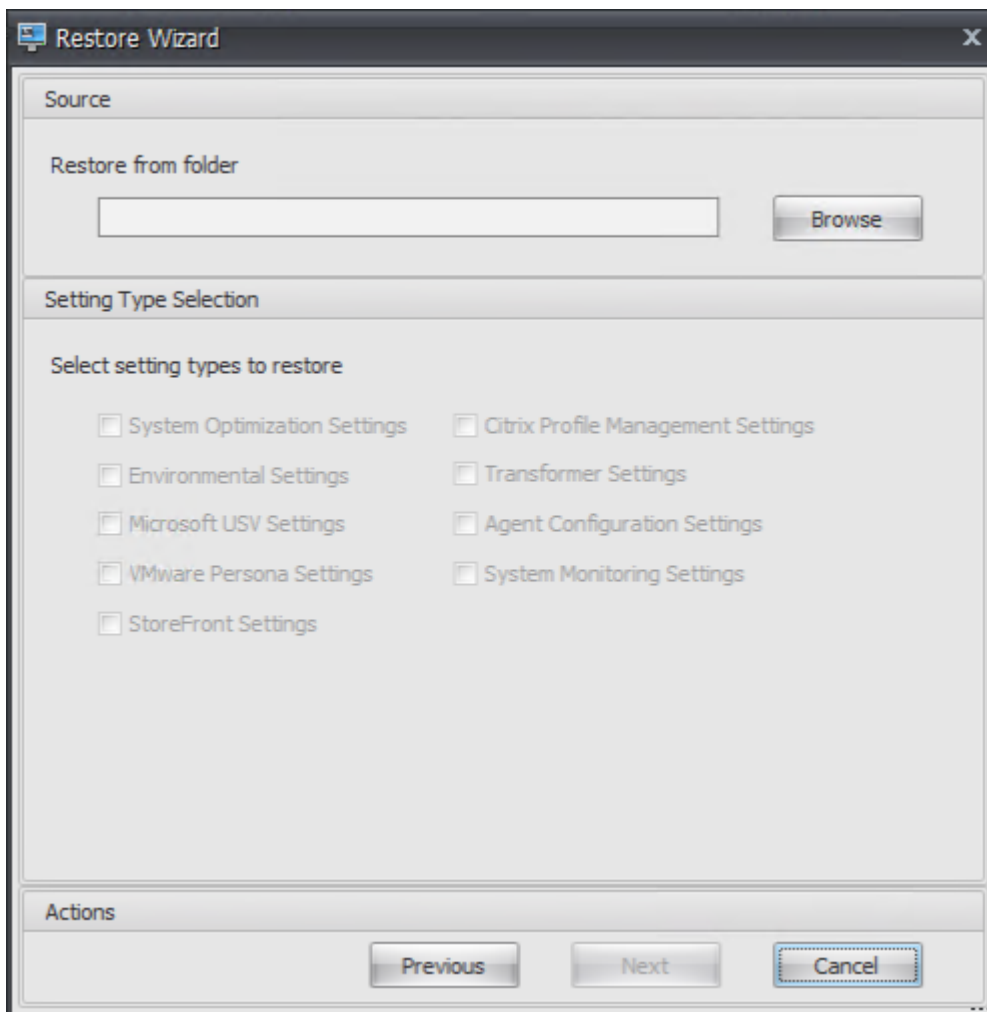 Restore Wizard
Source
Restore from folder
Browse
Setting Type Selection
Select setting types to restore
System Optimization Settings
Citrix Profile Management Settings
Environmental Settings
Transformer Settings
Microsoft USV Settings
Agent Configuration Settings
VMware Persona Settings
System Monitoring Settings
StoreFront Settings
Actions
Previous
Next
Cancel